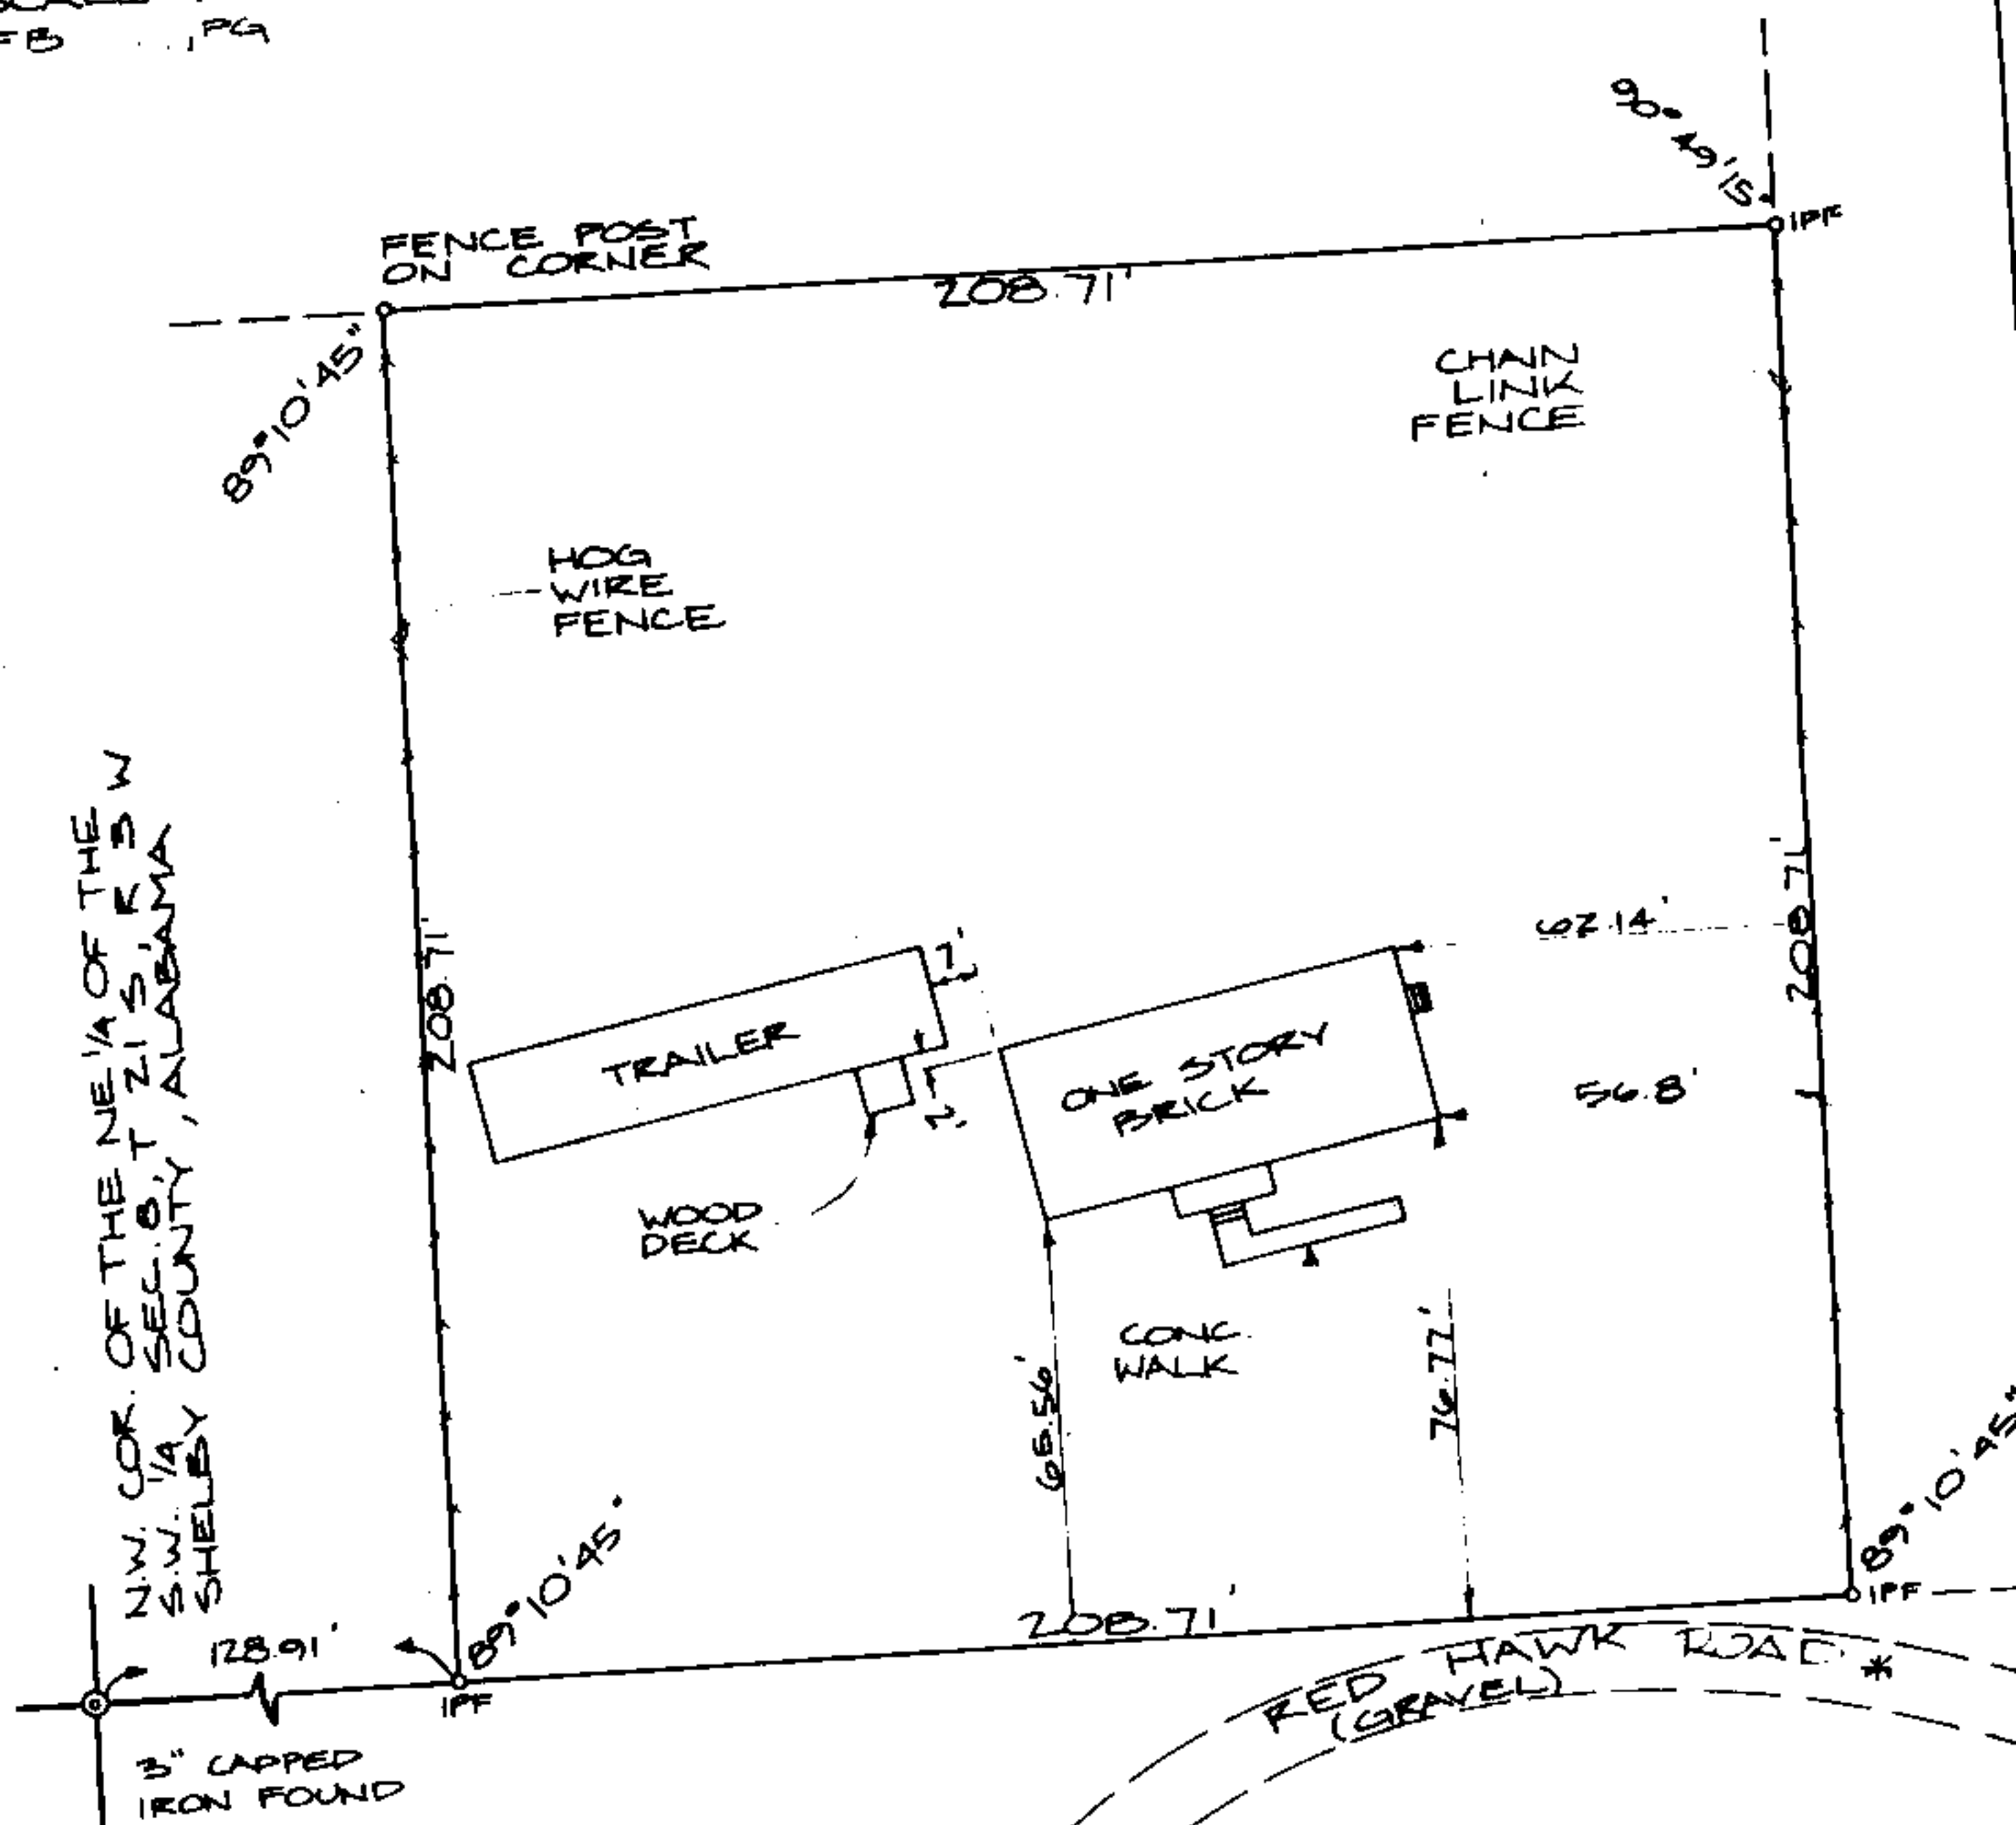 FB , PG
90° 49' 15"
IPF
FENCE POST
ON CORNER
208.71'
89° 10' 45"
CHAIN
LINK
FENCE
HOG
WIRE
FENCE
208.71'
208.71'
62.14'
7'
TRAILER
2'
ONE STORY
BRICK
56.8'
WOOD
DECK
CONC.
WALK
65.56'
76.77'
N.W. COR. OF THE NE 1/4 OF THE
S.W. 1/4 SEC. 8, T 21 S, R 3 W
SHELBY COUNTY, ALABAMA
89° 10' 45"
89° 10' 45"
IPF
208.71'
128.91'
IPF
RED HAWK ROAD *
(GRAVEL)
3" CAPPED
IRON FOUND